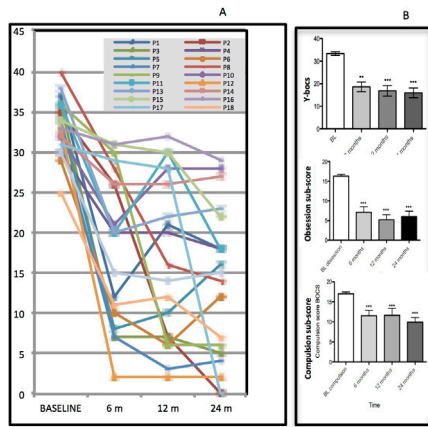 A
45
40
35
30
25
20
15
10
5
0
P1 P2
P3 P4
P5 P6
P7 P8
P9 P10
P11 P12
P13 P14
P15 P16
P17 P18
BASELINE 6 m 12 m 24 m
B
Y-bocs
40
30
20
10
0
** *** ***
BL months months months
Obsession sub-score
20
15
10
5
0
*** *** ***
BL obsession 6 months 12 months 24 months
Compulsion sub-score
Compulsion score BOCS
20
15
10
5
0
*** *** ***
BL compulsion 6 months 12 months 24 months
Time